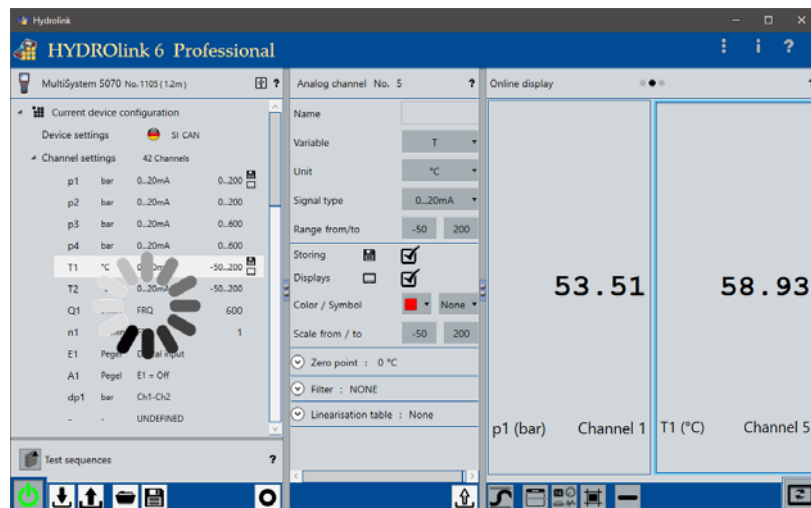 Hydrolink
HYDROlink 6 Professional
MultiSystem 5070 No. 1105 (1.2m) ?
Current device configuration
Device settings SI CAN
Channel settings 42 Channels
p1 bar 0...20mA 0...200
p2 bar 0...20mA 0...200
p3 bar 0...20mA 0...600
p4 bar 0...20mA 0...600
T1 °C -50...200
T2 0...20mA -50...200
Q1 FRQ 600
n1 1
E1 Pegel input
A1 Pegel E1 = Off
dp1 bar Ch1-Ch2
- - UNDEFINED
Test sequences ?
Analog channel No. 5 ?
Name
Variable T
Unit °C
Signal type 0...20mA
Range from/to -50 200
Storing
Displays
Color / Symbol None
Scale from / to -50 200
Zero point : 0 °C
Filter : NONE
Linearisation table : None
Online display
53.51
p1 (bar) Channel 1
58.93
T1 (°C) Channel 5